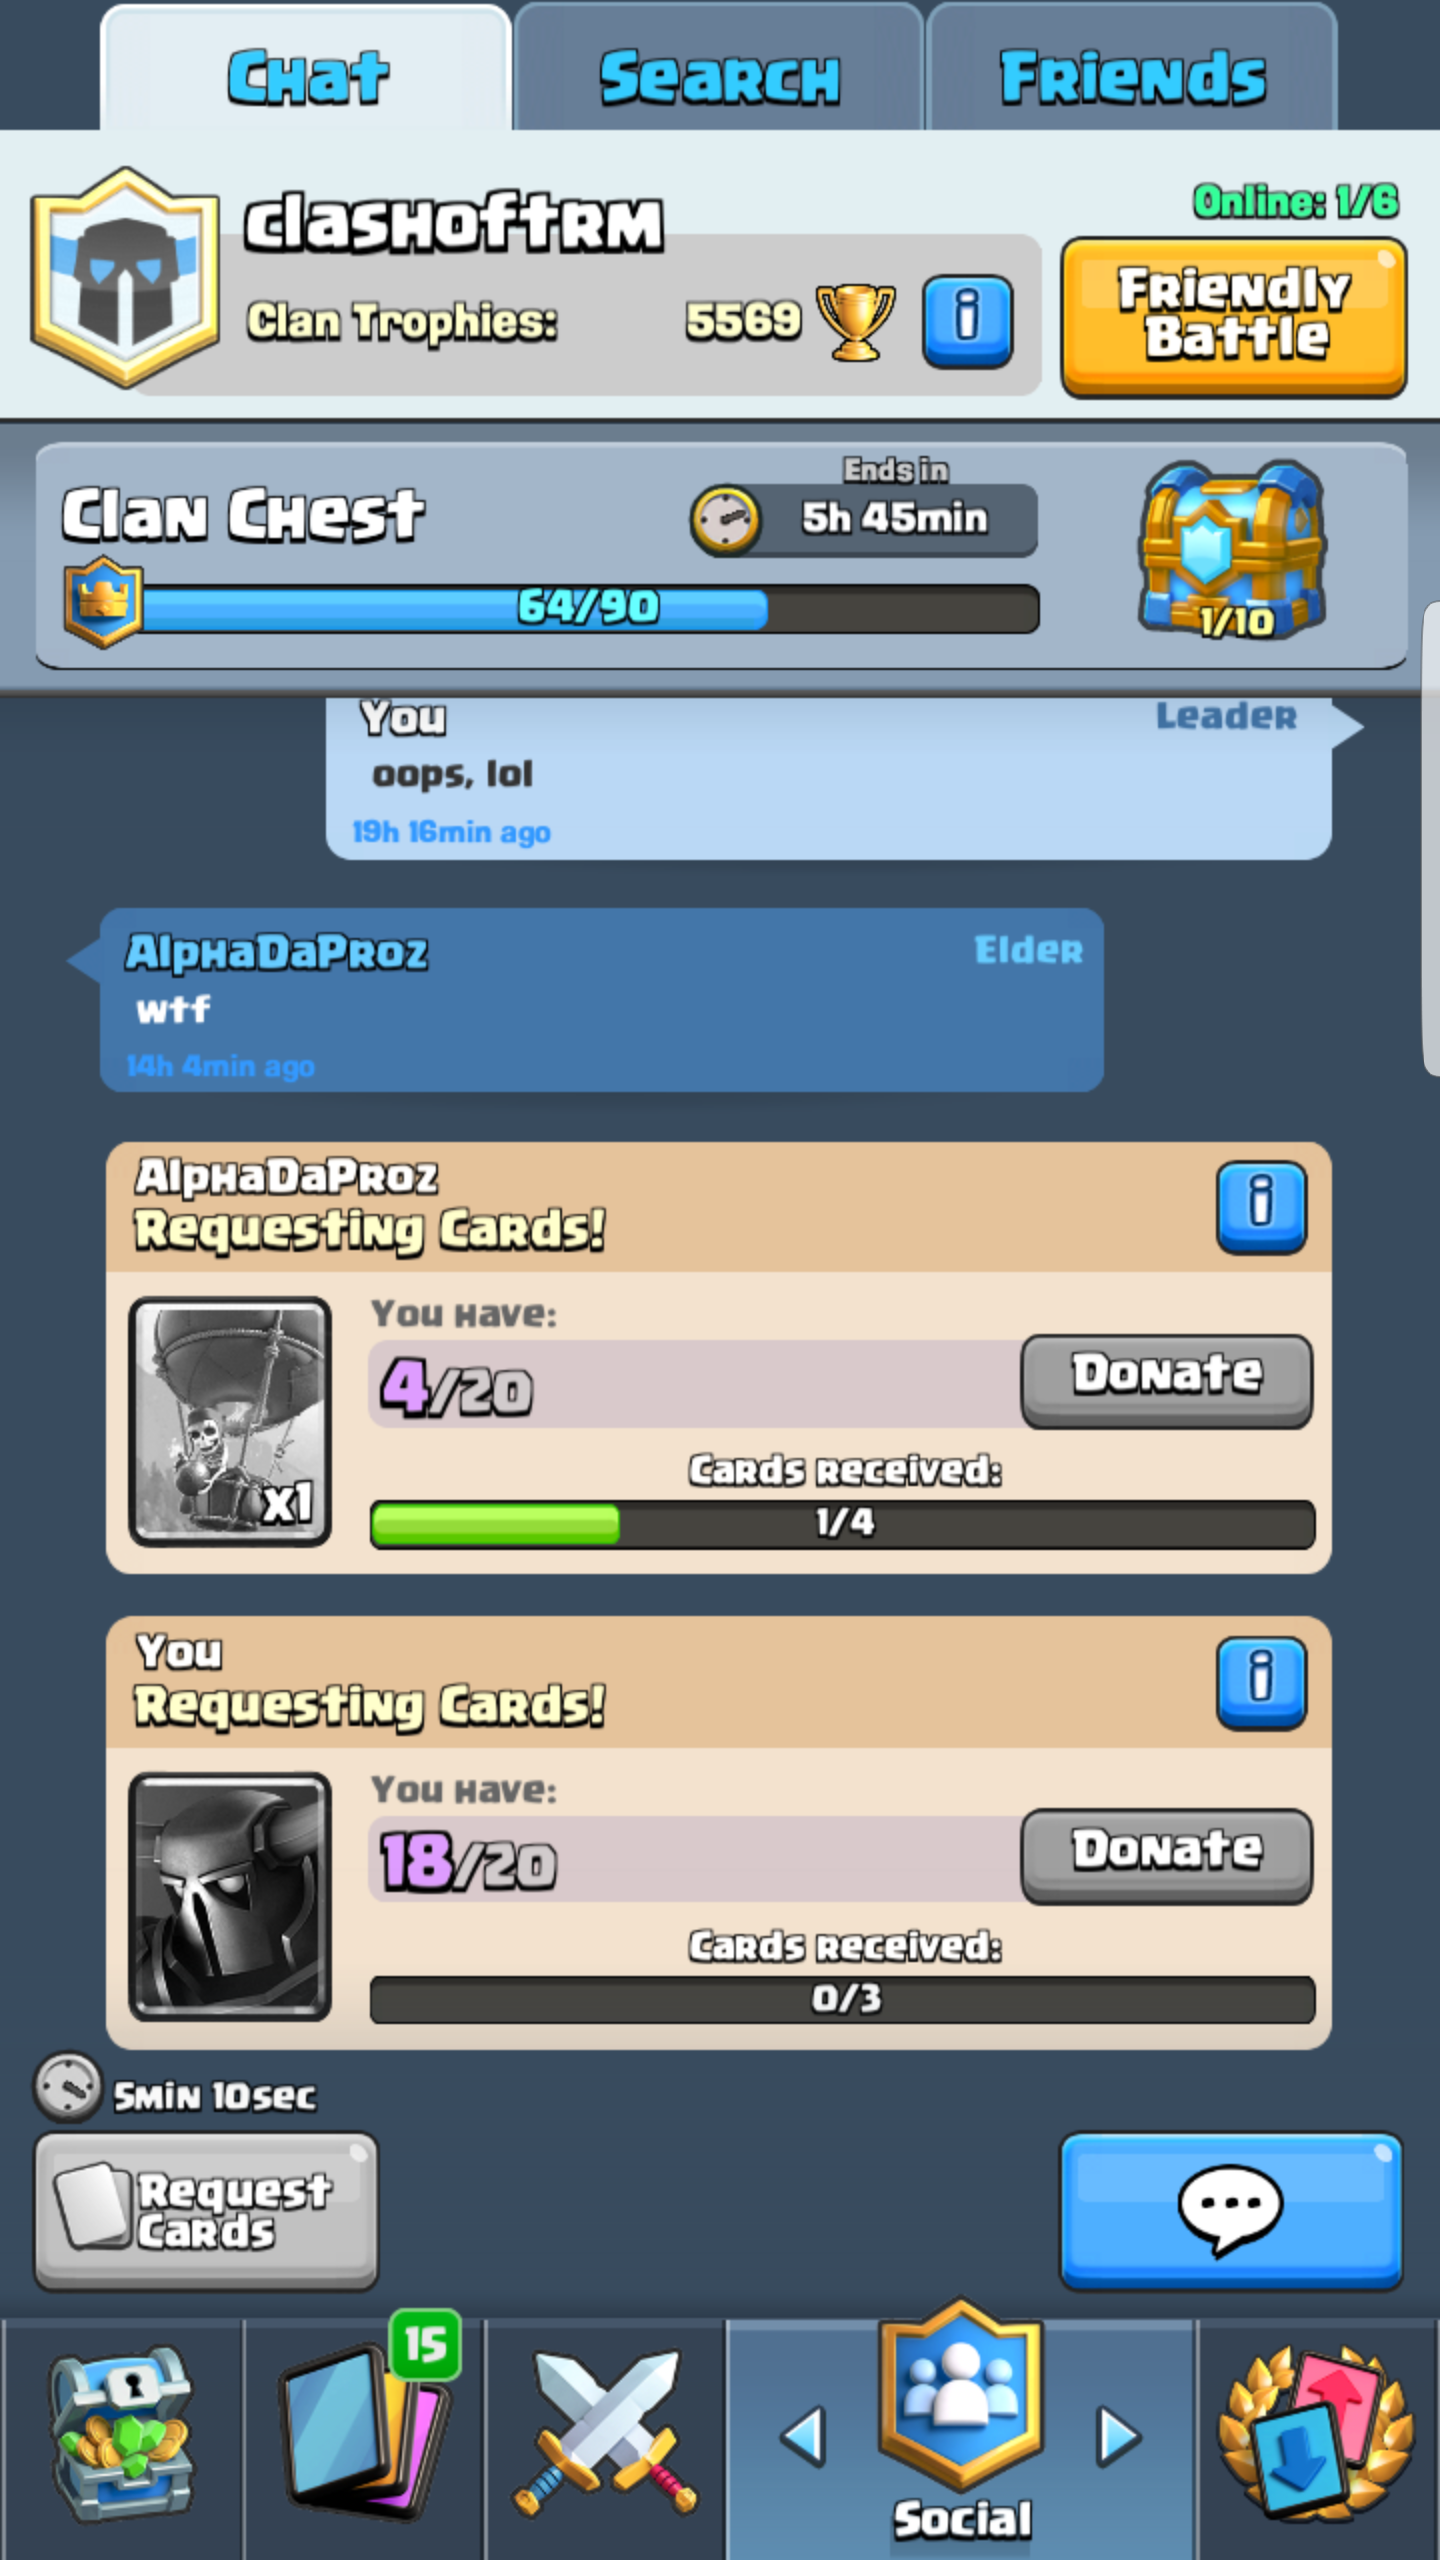 Chat
Search
Friends
clashoftrm
Online: 1/6
Clan Trophies:
5569
i
Friendly
Battle
Clan Chest
Ends in
5h 45min
64/90
1/10
You
Leader
oops, lol
19h 16min ago
AlphaDaProz
Elder
wtf
14h 4min ago
AlphaDaProz
Requesting Cards!
i
You have:
4/20
Donate
x1
Cards received:
1/4
You
Requesting Cards!
i
You have:
18/20
Donate
Cards received:
0/3
5min 10sec
Request
Cards
15
Social